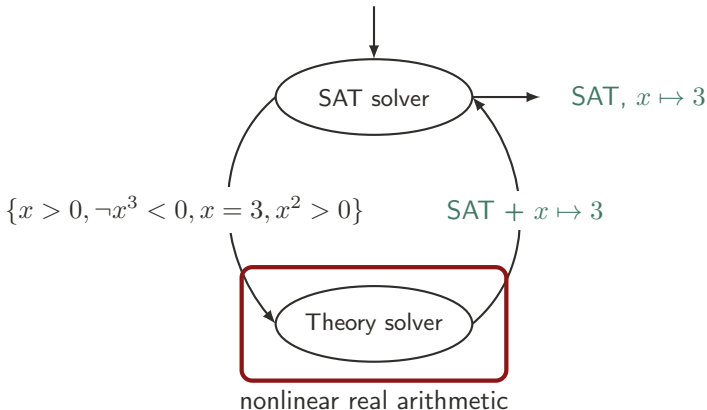 SAT solver
SAT, x ↦ 3
{x > 0, ¬x³ < 0, x = 3, x² > 0}
SAT + x ↦ 3
Theory solver
nonlinear real arithmetic